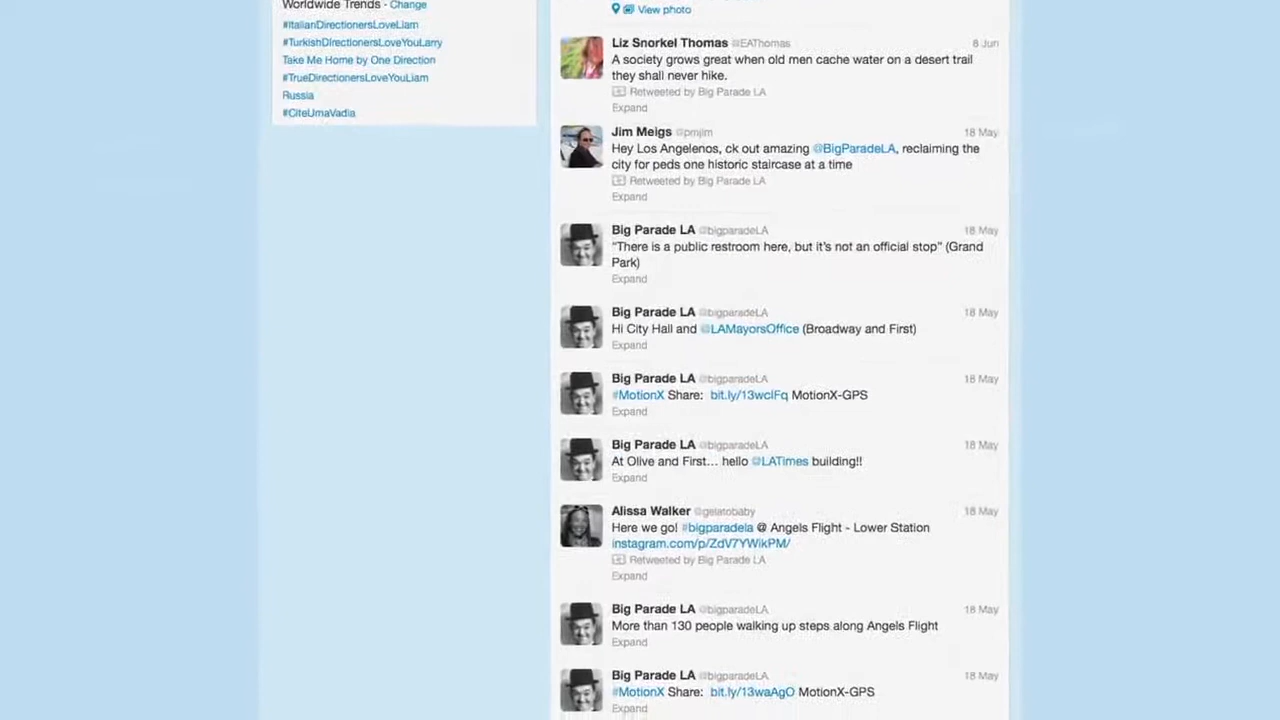 Worldwide Trends - Change
#ItalianDirectionersLoveLiam
#TurkishDirectionersLoveYouLarry
Take Me Home by One Direction
#TrueDirectionersLoveYouLiam
Russia
#CiteUmaVadia
View photo
Liz Snorkel Thomas @EAThomas 8 Jun
A society grows great when old men cache water on a desert trail
they shall never hike.
Retweeted by Big Parade LA
Expand
Jim Meigs @pmjim 18 May
Hey Los Angelenos, ck out amazing @BigParadeLA, reclaiming the
city for peds one historic staircase at a time
Retweeted by Big Parade LA
Expand
Big Parade LA @bigparadeLA 18 May
“There is a public restroom here, but it’s not an official stop” (Grand
Park)
Expand
Big Parade LA @bigparadeLA 18 May
Hi City Hall and @LAMayorsOffice (Broadway and First)
Expand
Big Parade LA @bigparadeLA 18 May
#MotionX Share: bit.ly/13wclFq MotionX-GPS
Expand
Big Parade LA @bigparadeLA 18 May
At Olive and First… hello @LATimes building!!
Expand
Alissa Walker @gelatobaby 18 May
Here we go! #bigparadela @ Angels Flight - Lower Station
instagram.com/p/ZdV7YWikPM/
Retweeted by Big Parade LA
Expand
Big Parade LA @bigparadeLA 18 May
More than 130 people walking up steps along Angels Flight
Expand
Big Parade LA @bigparadeLA 18 May
#MotionX Share: bit.ly/13waAgO MotionX-GPS
Expand